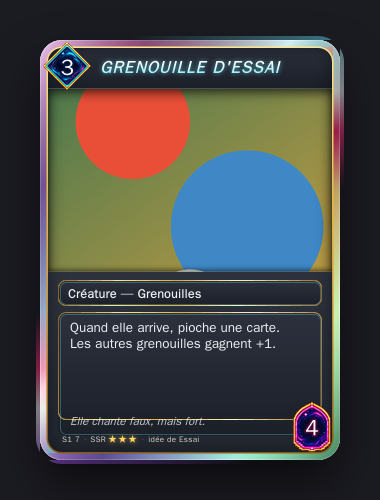 3
GRENOUILLE D'ESSAI
Créature — Grenouilles
Quand elle arrive, pioche une carte.
Les autres grenouilles gagnent +1.
Elle chante faux, mais fort.
S1 7 · SSR ★★★ · idée de Essai
4